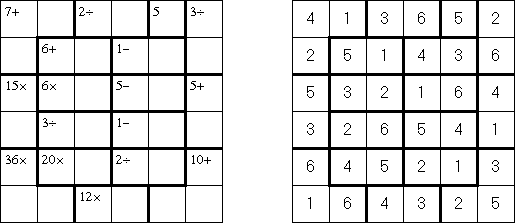 7+ 2÷ 5 3÷ 4 1 3 6 5 2
6+ 1− 2 5 1 4 3 6
15× 6× 5− 5+ 5 3 2 1 6 4
3÷ 1− 3 2 6 5 4 1
36× 20× 2÷ 10+ 6 4 5 2 1 3
12× 1 6 4 3 2 5